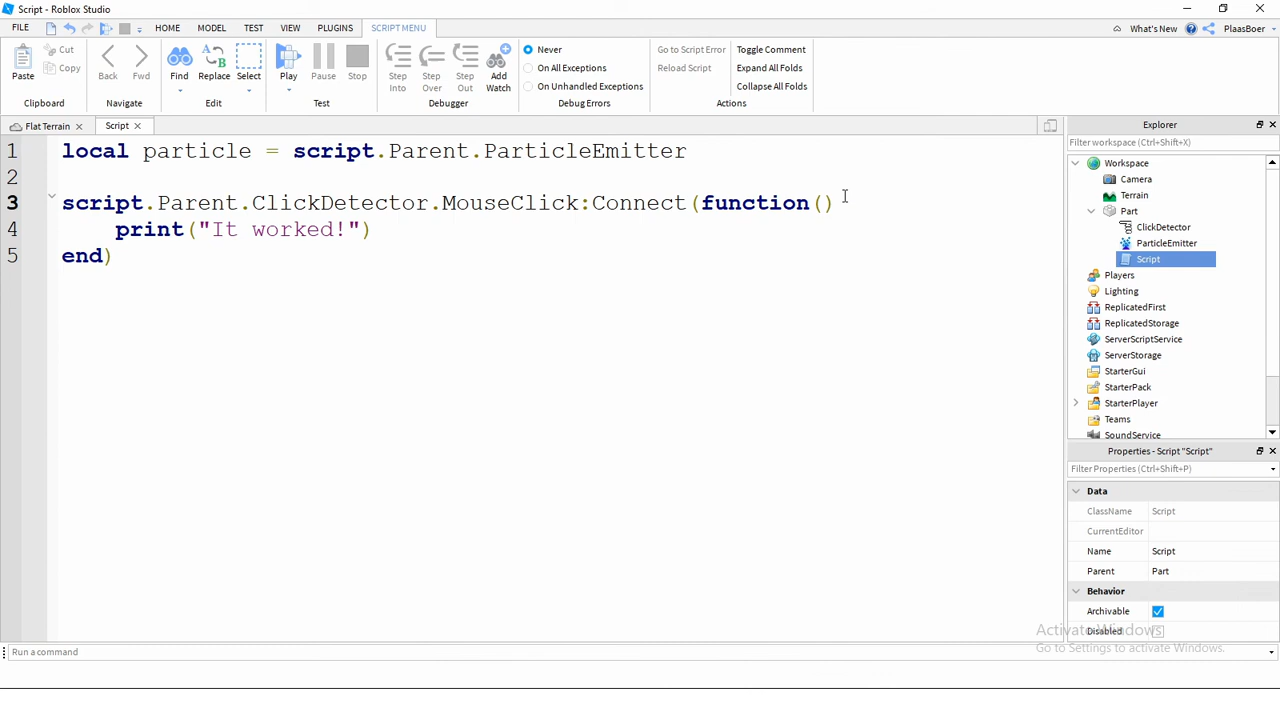 Script - Roblox Studio
FILE HOME MODEL TEST VIEW PLUGINS SCRIPT MENU What's New PlaasBoer
Paste Cut Copy
Clipboard
Back Fwd
Navigate
Find Replace Select
Edit
Play Pause Stop
Test
Step Into Step Over Step Out Add Watch
Debugger
Never
On All Exceptions
On Unhandled Exceptions
Debug Errors
Go to Script Error
Reload Script
Toggle Comment
Expand All Folds
Collapse All Folds
Actions
Flat Terrain Script
1 local particle = script.Parent.ParticleEmitter
2
3 script.Parent.ClickDetector.MouseClick:Connect(function()
4 print("It worked!")
5 end)
Explorer
Filter workspace (Ctrl+Shift+X)
Workspace
Camera
Terrain
Part
ClickDetector
ParticleEmitter
Script
Players
Lighting
ReplicatedFirst
ReplicatedStorage
ServerScriptService
ServerStorage
StarterGui
StarterPack
StarterPlayer
Teams
SoundService
Properties - Script "Script"
Filter Properties (Ctrl+Shift+P)
Data
ClassName Script
CurrentEditor
Name Script
Parent Part
Behavior
Archivable
Disabled
Activate Windows
Go to Settings to activate Windows.
Run a command